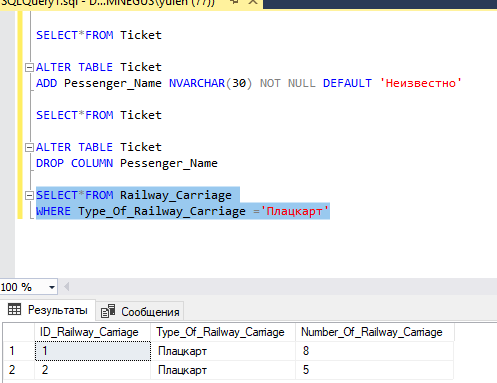 SQLQuery1.sql - D...MNEGUS\yulen (77))
SELECT*FROM Ticket
ALTER TABLE Ticket
ADD Pessenger_Name NVARCHAR(30) NOT NULL DEFAULT 'Неизвестно'
SELECT*FROM Ticket
ALTER TABLE Ticket
DROP COLUMN Pessenger_Name
SELECT*FROM Railway_Carriage
WHERE Type_Of_Railway_Carriage ='Плацкарт'
100 %
Результаты Сообщения
ID_Railway_Carriage Type_Of_Railway_Carriage Number_Of_Railway_Carriage
1 1 Плацкарт 8
2 2 Плацкарт 5